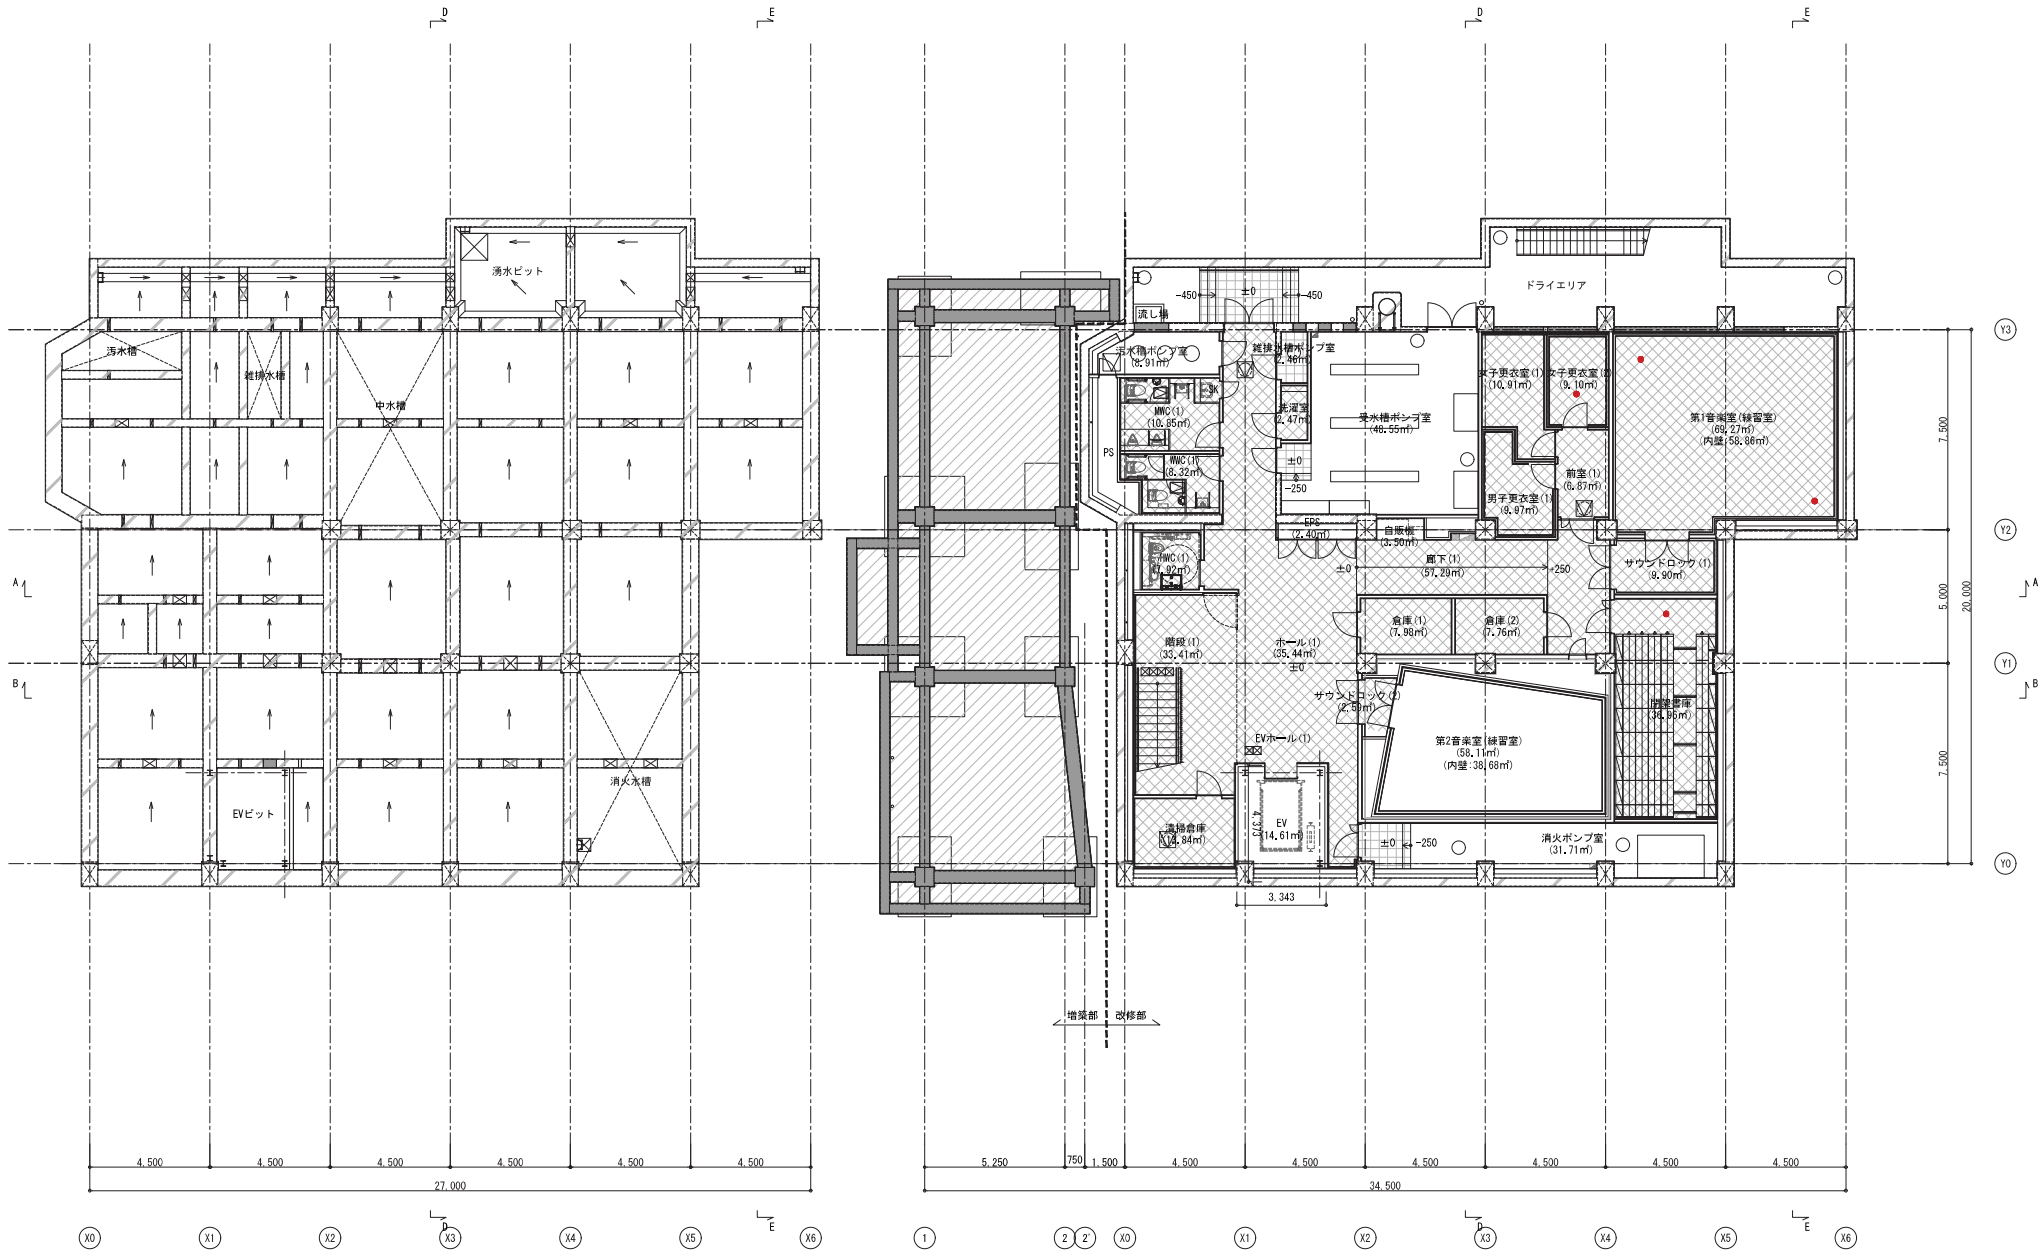 D
E
D
E
湧水ピット
汚水槽
雑排水槽
中水槽
A
B
EVピット
消火水槽
ドライエリア
-450
±0
-450
流し場
汚水槽ポンプ室
(8.91㎡)
雑排水槽ポンプ室
(2.46㎡)
SK
MWC(1)
(10.85㎡)
洗濯室
(2.47㎡)
受水槽ポンプ室
(48.55㎡)
女子更衣室(1)
(10.91㎡)
女子更衣室(2)
(9.10㎡)
第1音楽室(練習室)
(69.27㎡)
(内壁:58.86㎡)
PS
WWC(1)
(8.32㎡)
±0
-250
前室(1)
(6.87㎡)
男子更衣室(1)
(9.97㎡)
EPS
(2.40㎡)
自販機
(3.50㎡)
HWC(1)
(7.92㎡)
廊下(1)
(57.29㎡)
±0
-250
サウンドロック(1)
(9.90㎡)
倉庫(1)
(7.98㎡)
倉庫(2)
(7.76㎡)
階段(1)
(33.41㎡)
ホール(1)
(35.44㎡)
±0
サウンドロック(2)
(2.59㎡)
EVホール(1)
第2音楽室(練習室)
(58.11㎡)
(内壁:38.68㎡)
閉架書庫
(36.96㎡)
清掃倉庫
EV
(14.61㎡)
4.373
±0
-250
消火ポンプ室
(31.71㎡)
3.343
7.500
5.000
7.500
20.000
Y3
Y2
A
Y1
B
Y0
増築部
改修部
4.500
4.500
4.500
4.500
4.500
4.500
27.000
5.250
750
1.500
4.500
4.500
4.500
4.500
4.500
4.500
34.500
D
E
D
E
X0
X1
X2
X3
X4
X5
X6
1
2
2'
X0
X1
X2
X3
X4
X5
X6